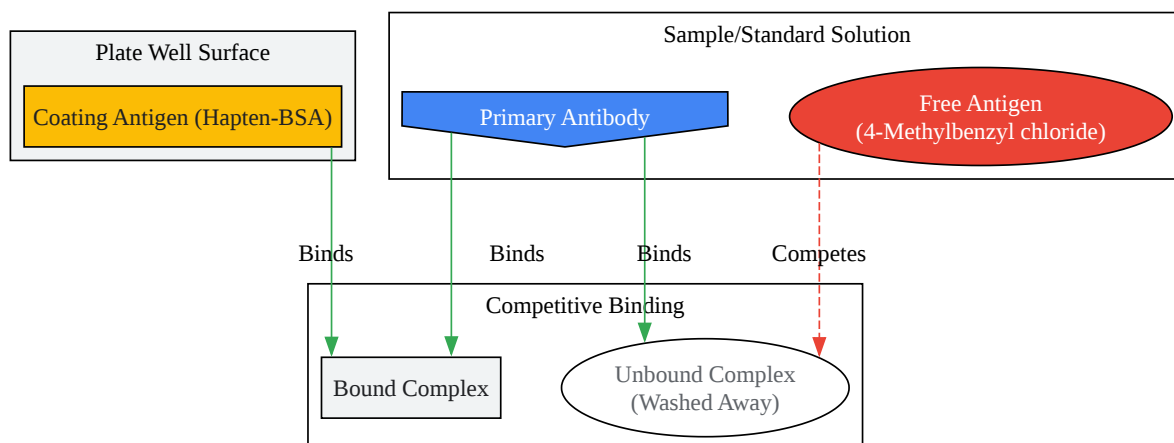 Plate Well Surface
Coating Antigen (Hapten-BSA)
Sample/Standard Solution
Primary Antibody
Free Antigen
(4-Methylbenzyl chloride)
Binds
Binds
Binds
Competes
Competitive Binding
Bound Complex
Unbound Complex
(Washed Away)